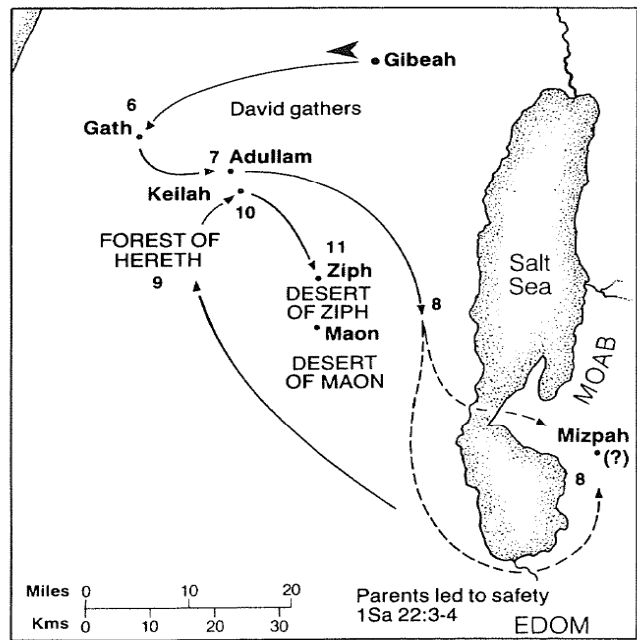 Gibeah
6
David gathers
Gath
7 Adullam
Keilah
10
FOREST OF
HERETH
9
11
Ziph
DESERT
OF ZIPH
Maon
DESERT
OF MAON
8
Salt
Sea
MOAB
Mizpah
(?)
8
Miles 0 10 20
Kms 0 10 20 30
Parents led to safety
1Sa 22:3-4
EDOM